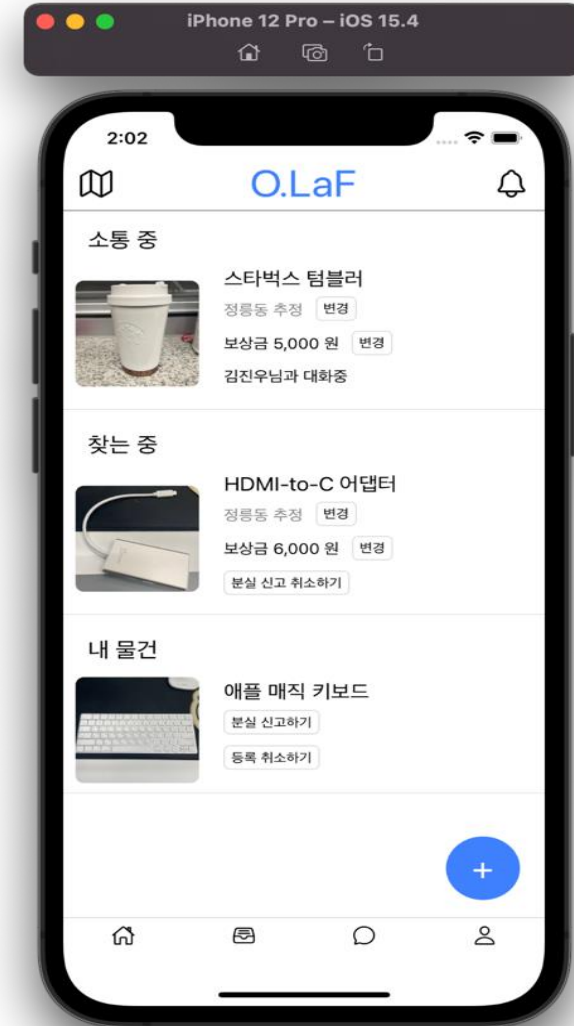 iPhone 12 Pro – iOS 15.4
2:02
O.LaF
소통 중
스타벅스 텀블러
정릉동 추정 변경
보상금 5,000 원 변경
김진우님과 대화중
찾는 중
HDMI-to-C 어댑터
정릉동 추정 변경
보상금 6,000 원 변경
분실 신고 취소하기
내 물건
애플 매직 키보드
분실 신고하기
등록 취소하기
+